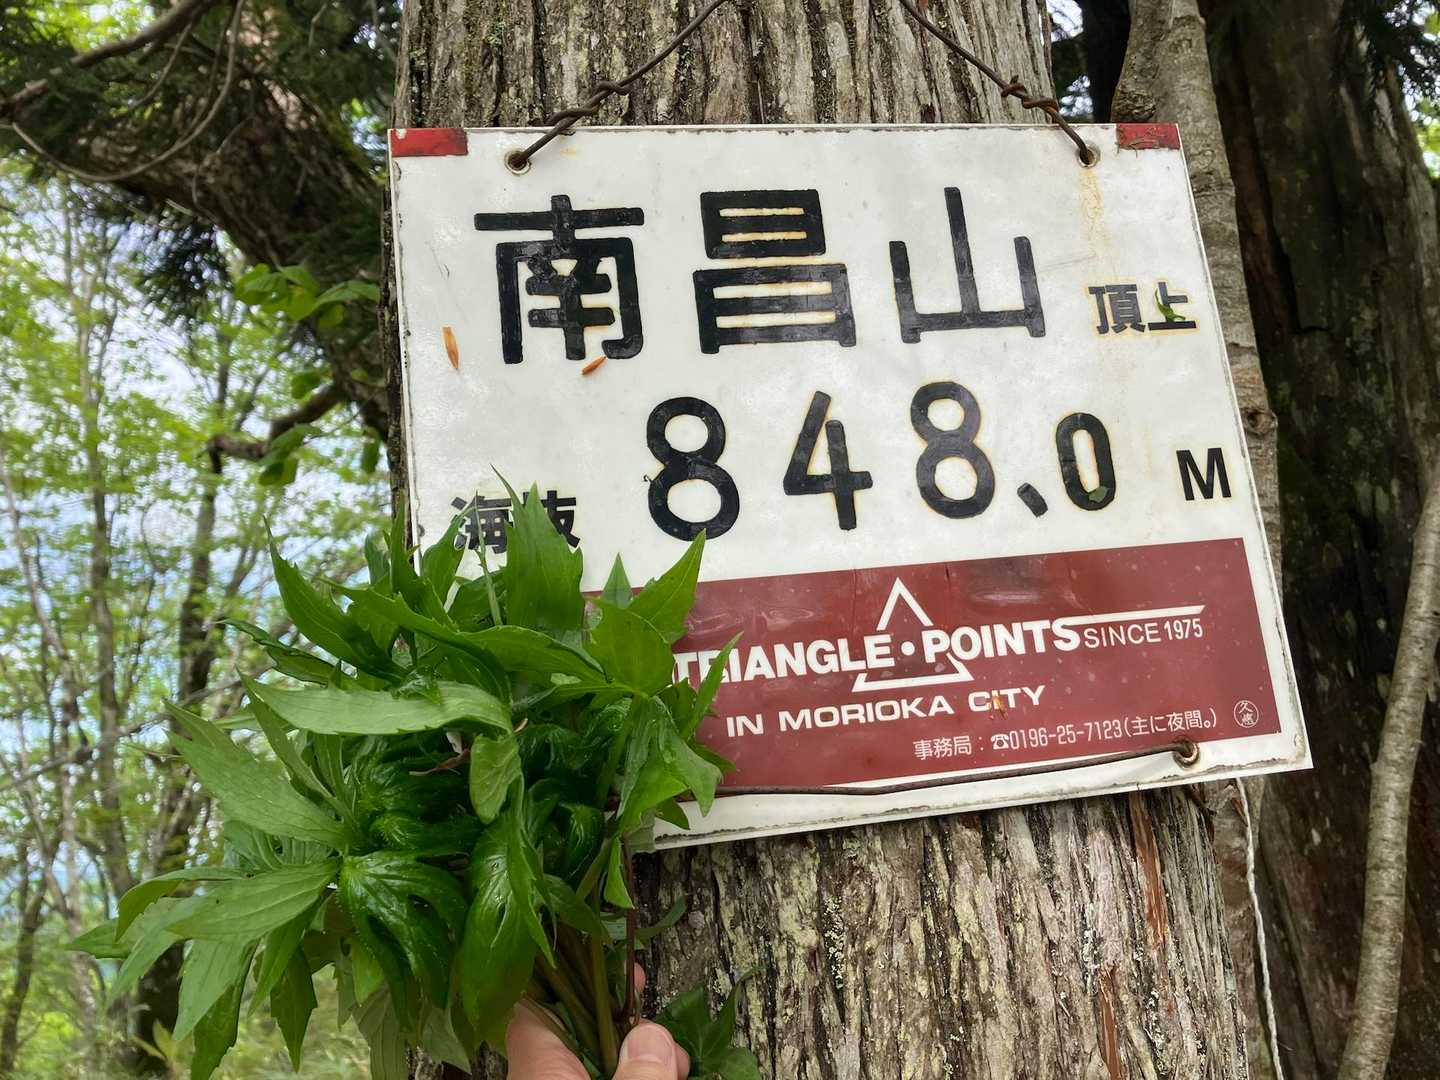 南昌山 頂上
海抜 848.0 M
TRIANGLE・POINTS SINCE 1975
IN MORIOKA CITY
事務局：☎0196-25-7123(主に夜間。)